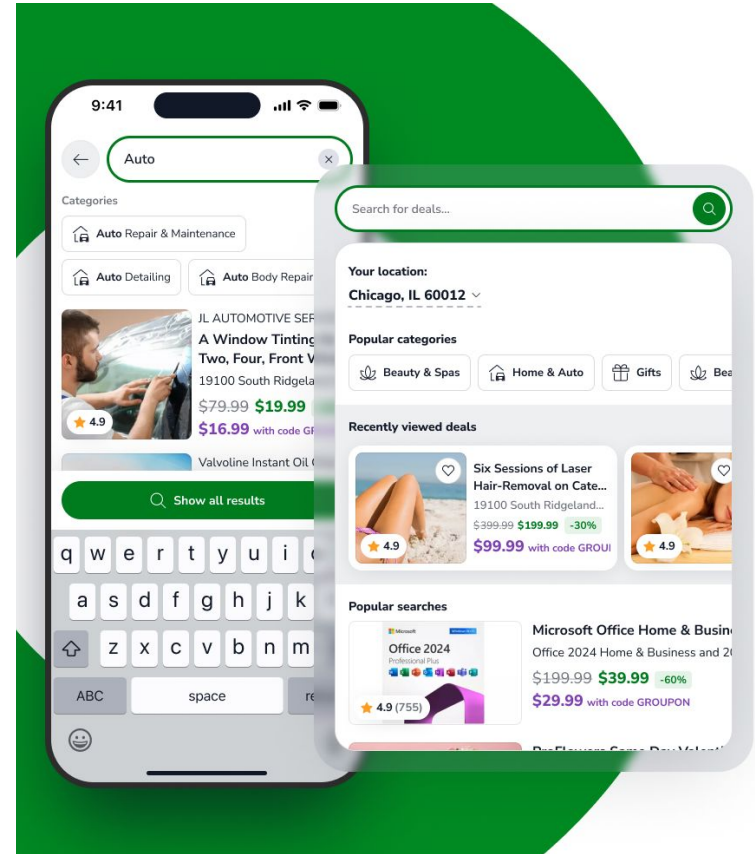 9:41
Auto
Categories
Auto Repair & Maintenance
Auto Detailing
Auto Body Repair
JL AUTOMOTIVE SER
A Window Tinting
Two, Four, Front
19100 South Ridgela
$79.99 $19.99
$16.99 with code
4.9
Valvoline Instant Oil
Show all results
q w e r t y u i
a s d f g h j k
z x c v b n m
ABC
space
Search for deals...
Your location:
Chicago, IL 60012
Popular categories
Beauty & Spas
Home & Auto
Gifts
Bea
Recently viewed deals
Six Sessions of Laser
Hair-Removal on Cate...
19100 South Ridgeland...
$399.99 $199.99 -30%
$99.99 with code GROUI
4.9
4.9
Popular searches
Microsoft
Office 2024
Professional Plus
4.9 (755)
Microsoft Office Home & Busin
Office 2024 Home & Business and 20
$199.99 $39.99 -60%
$29.99 with code GROUPON